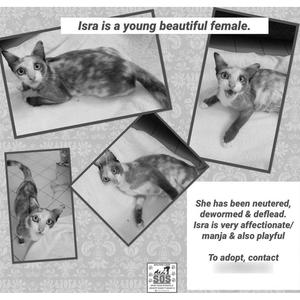 Isra is a young beautiful female.
She has been neutered,
dewormed & deflead.
Isra is very affectionate/
manja & also playful
To adopt, contact
SOS